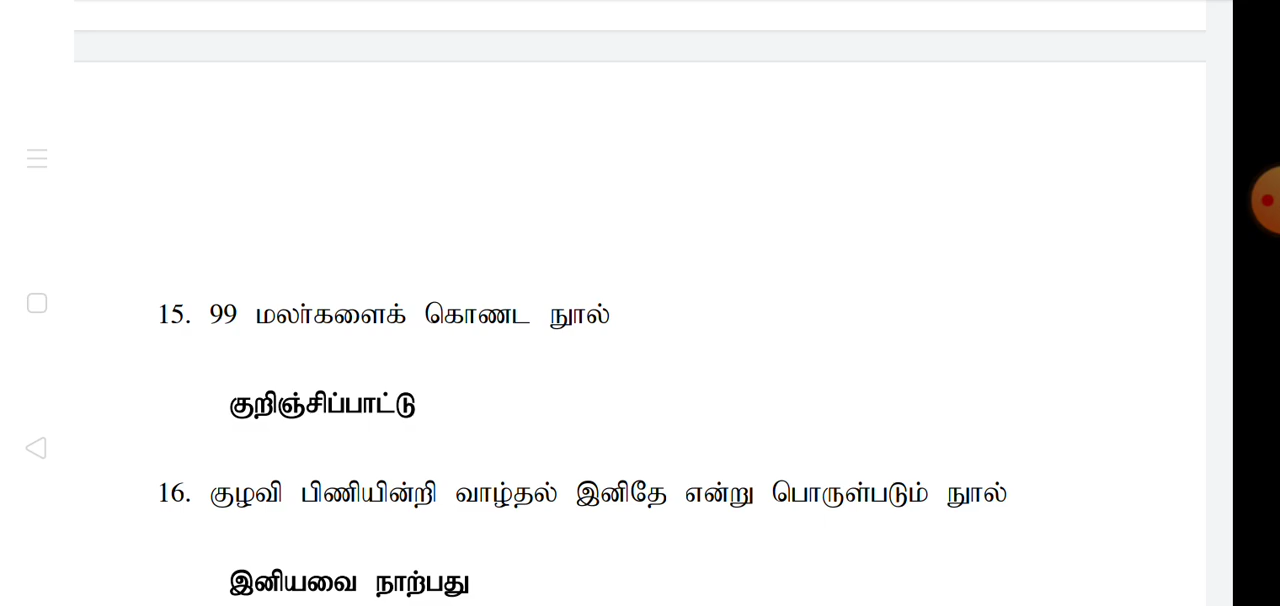 15. 99 மலர்களைக் கொணட நூல்
குறிஞ்சிப்பாட்டு
16. குழவி பிணியின்றி வாழ்தல் இனிதே என்று பொருள்படும் நூல்
இனியவை நாற்பது